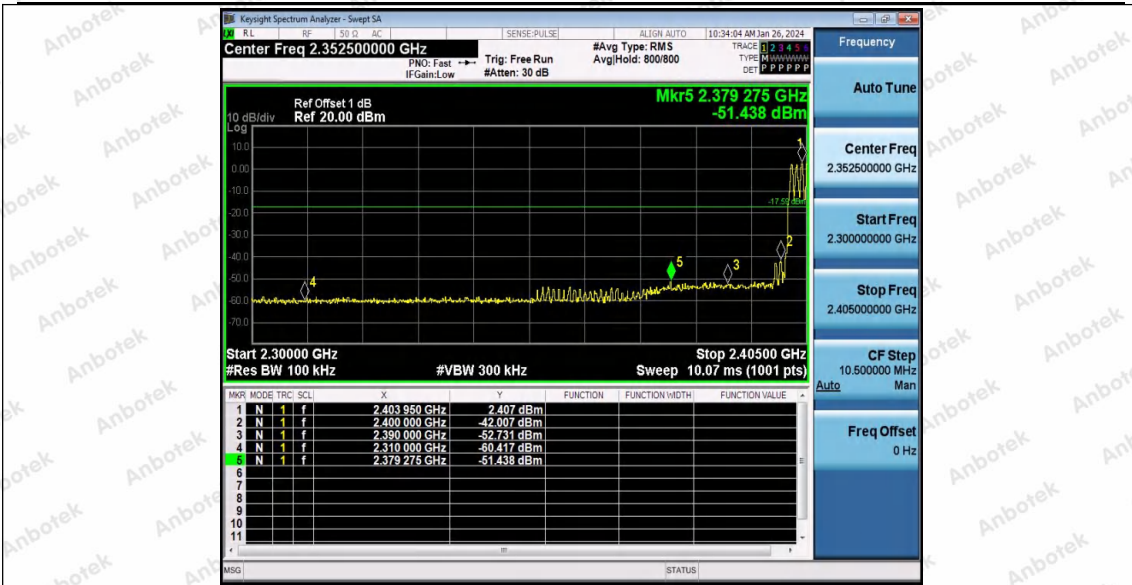 Keysight Spectrum Analyzer - Swept SA
RL RF 50 Ω AC SENSE:PULSE ALIGN AUTO 10:34:04 AM Jan 26, 2024
Center Freq 2.352500000 GHz
PNO: Fast
IFGain:Low
Trig: Free Run
#Atten: 30 dB
#Avg Type: RMS
Avg|Hold: 800/800
TRACE 1 2 3 4 5 6
TYPE M W W W W W
DET P P P P P P
Mkr5 2.379 275 GHz
-51.438 dBm
Ref Offset 1 dB
10 dB/div Ref 20.00 dBm
Log
10.0
0.00
-10.0
-20.0
-30.0
-40.0
-50.0
-60.0
-70.0
1
2
3
4
5
Start 2.30000 GHz Stop 2.40500 GHz
#Res BW 100 kHz #VBW 300 kHz Sweep 10.07 ms (1001 pts)
MKR MODE TRC SCL X Y FUNCTION FUNCTION WIDTH FUNCTION VALUE
1 N 1 f 2.403 950 GHz 2.407 dBm
2 N 1 f 2.400 000 GHz -42.007 dBm
3 N 1 f 2.390 000 GHz -52.731 dBm
4 N 1 f 2.310 000 GHz -60.417 dBm
5 N 1 f 2.379 275 GHz -51.438 dBm
6
7
8
9
10
11
MSG STATUS
Frequency
Auto Tune
Center Freq
2.352500000 GHz
Start Freq
2.300000000 GHz
Stop Freq
2.405000000 GHz
CF Step
10.500000 MHz
Auto Man
Freq Offset
0 Hz
Anbotek